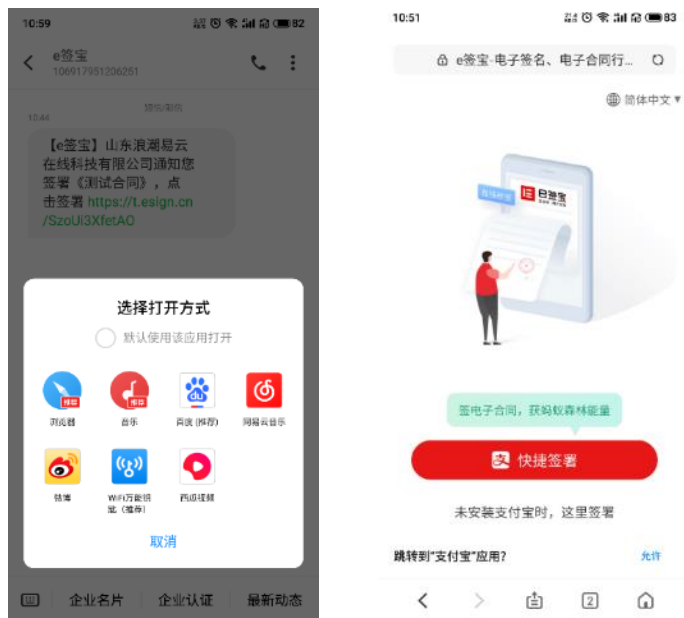 10:59
82
e签宝
106917951206251
10:44
【e签宝】山东浪潮易云
在线科技有限公司通知您
签署《测试合同》，点
击签署 https://t.esign.cn
/SzoUi3XfetAO
选择打开方式
默认使用该应用打开
推荐
推荐
du
浏览器
音乐
百度 (推荐)
网易云音乐
微博
WiFi万能钥
匙（推荐）
西瓜视频
取消
企业名片
企业认证
最新动态
10:51
83
e签宝-电子签名、电子合同行...
简体中文
e签宝
签电子合同，获蚂蚁森林能量
支 快捷签署
未安装支付宝时，这里签署
跳转到"支付宝"应用?
允许
2